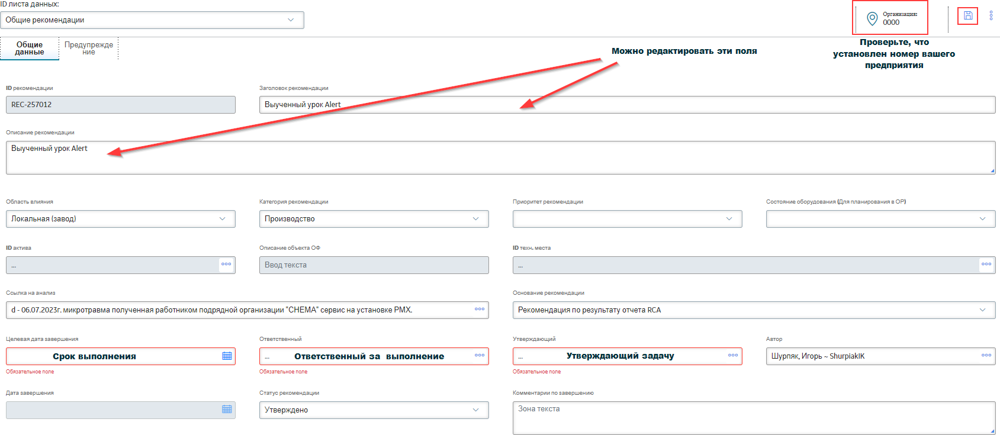 ID листа данных:
Общие рекомендации
Организация:
0000
Общие
данные
Предупрежде
ние
Можно редактировать эти поля
Проверьте, что
установлен номер вашего
предприятия
ID рекомендации
Заголовок рекомендации
REC-257012
Выученный урок Alert
Описание рекомендации
Выученный урок Alert
Область влияния
Категория рекомендации
Приоритет рекомендации
Состояние оборудования (Для планирования в ОР)
Локальная (завод)
Производство
ID актива
Описание объекта ОФ
ID техн. места
...
Ввод текста
...
Ссылка на анализ
Основание рекомендации
d - 06.07.2023г. микротравма полученная работником подрядной организации "СНЕМА" сервис на установке РМХ.
Рекомендация по результату отчета RCA
Целевая дата завершения
Ответственный
Утверждающий
Автор
Срок выполнения
... Ответственный за выполнение
... Утверждающий задачу
Шурпяк, Игорь ~ ShurpiakIK
Обязательное поле
Обязательное поле
Обязательное поле
Дата завершения
Статус рекомендации
Комментарии по завершению
Утверждено
Зона текста